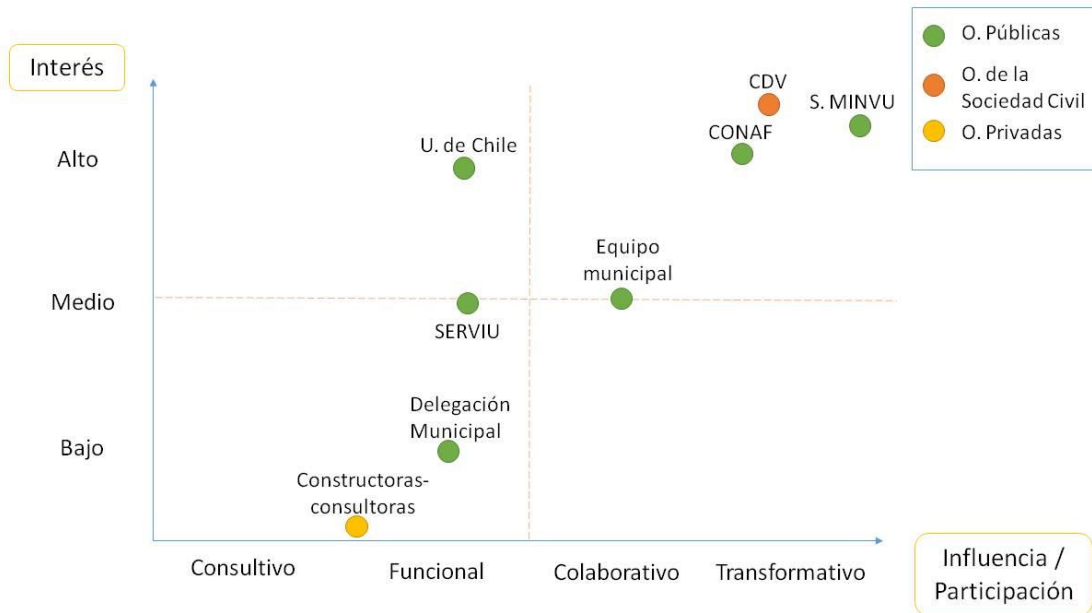 Interés
Alto
Medio
Bajo
U. de Chile
CDV
S. MINVU
CONAF
Equipo
municipal
SERVIU
Delegación
Municipal
Constructoras-
consultoras
Consultivo
Funcional
Colaborativo
Transformativo
Influencia /
Participación
O. Públicas
O. de la
Sociedad Civil
O. Privadas